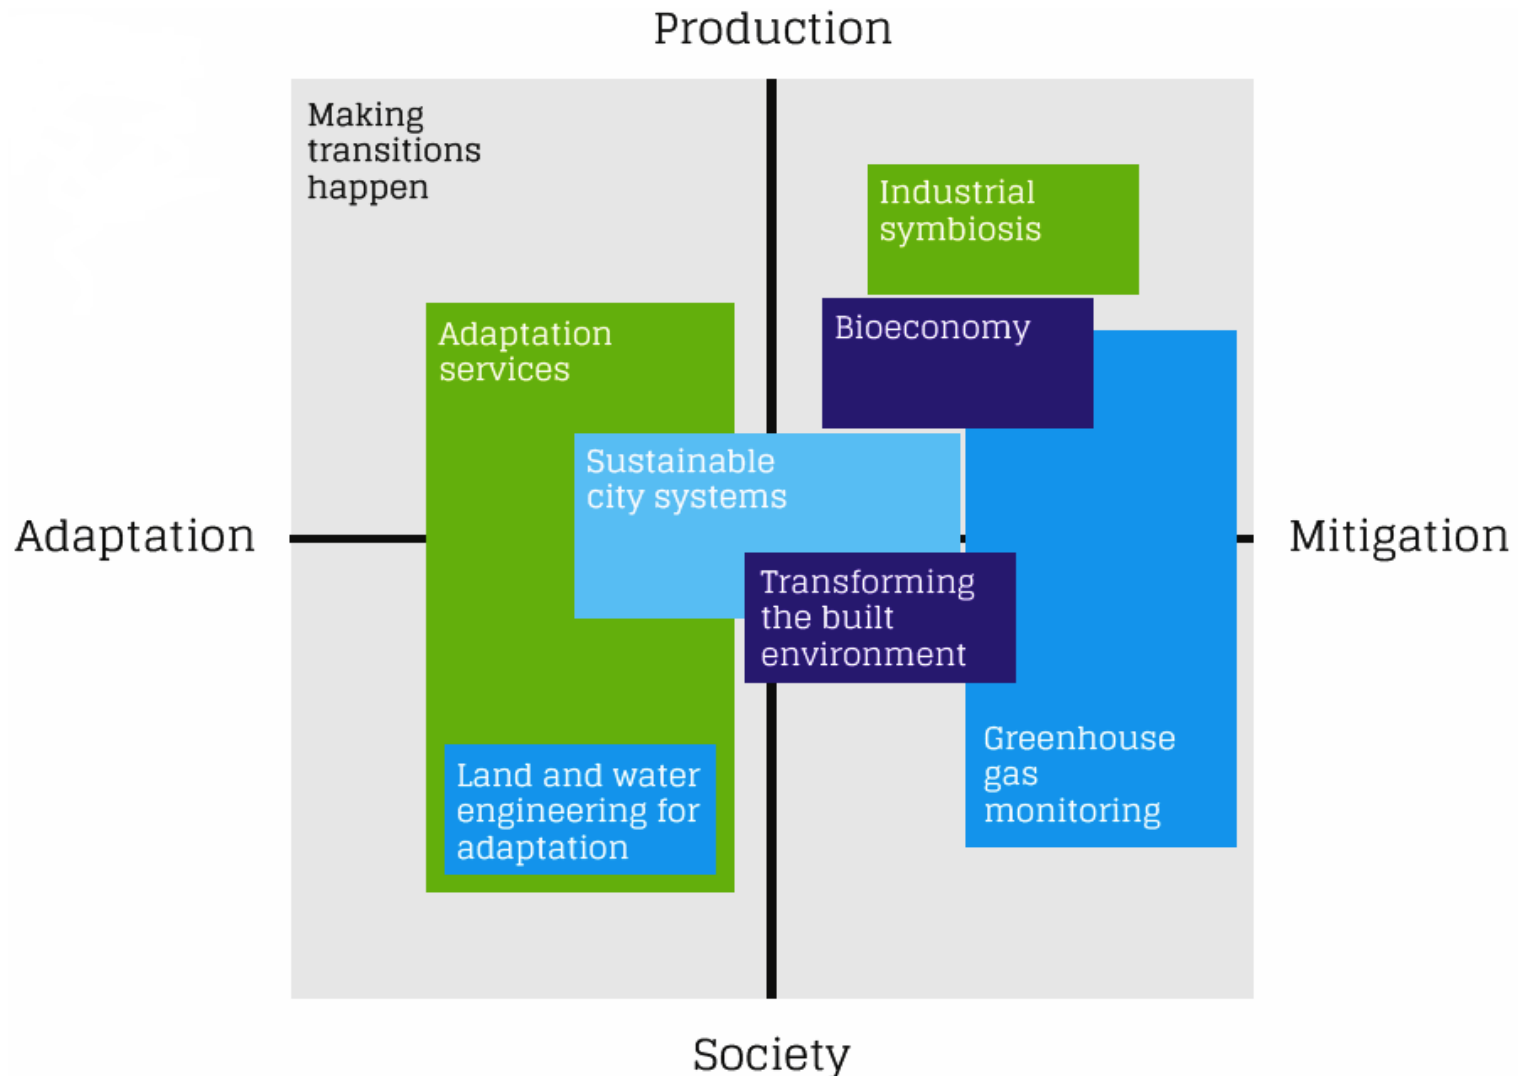 Production
Making
transitions
happen
Industrial
symbiosis
Adaptation
services
Bioeconomy
Sustainable
city systems
Adaptation
Mitigation
Transforming
the built
environment
Greenhouse
gas
monitoring
Land and water
engineering for
adaptation
Society